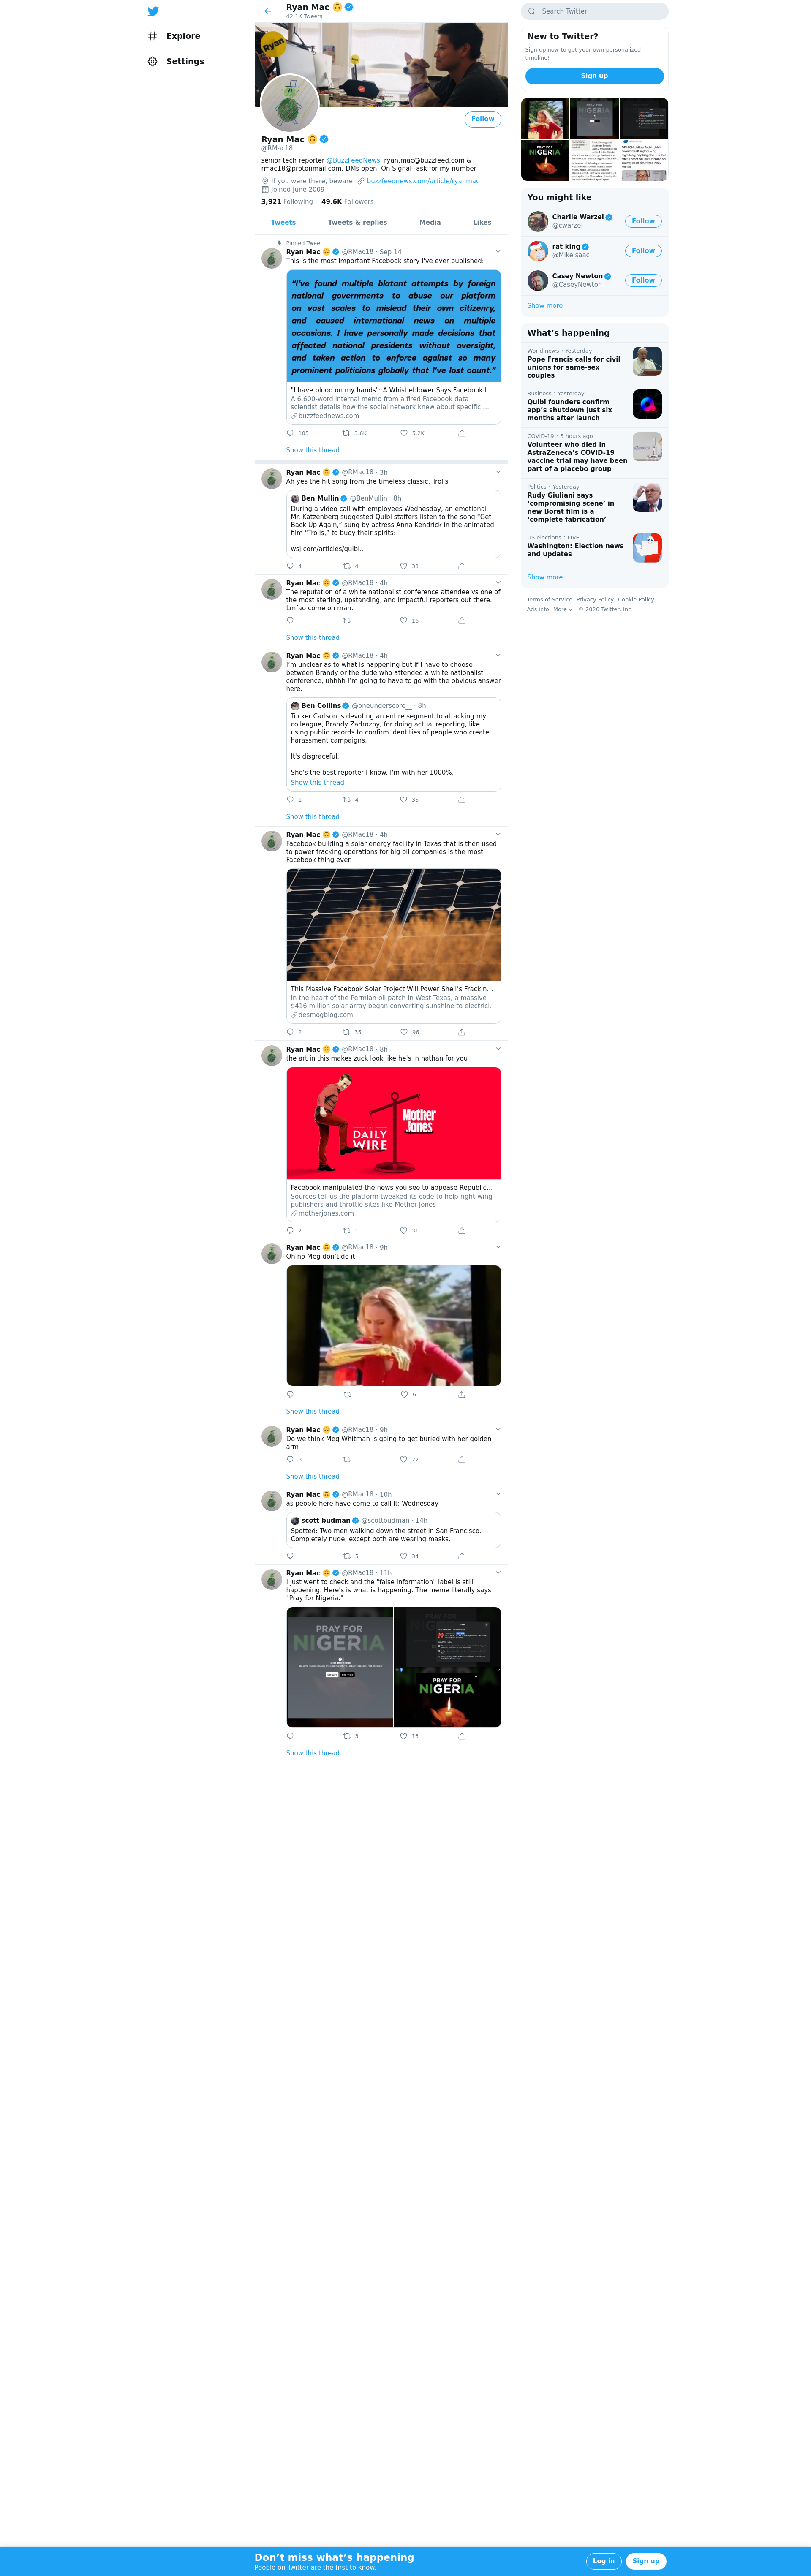 Explore
Settings
Ryan Mac 🙃
42.1K Tweets
Ryan
Follow
Ryan Mac 🙃
@RMac18
senior tech reporter @BuzzFeedNews. ryan.mac@buzzfeed.com &
rmac18@protonmail.com. DMs open. On Signal--ask for my number
If you were there, beware buzzfeednews.com/article/ryanmac
Joined June 2009
3,921 Following 49.6K Followers
Tweets Tweets & replies Media Likes
Pinned Tweet
Ryan Mac 🙃 @RMac18 · Sep 14
This is the most important Facebook story I've ever published:
"I've found multiple blatant attempts by foreign
national governments to abuse our platform
on vast scales to mislead their own citizenry,
and caused international news on multiple
occasions. I have personally made decisions that
affected national presidents without oversight,
and taken action to enforce against so many
prominent politicians globally that I've lost count."
"I have blood on my hands": A Whistleblower Says Facebook I...
A 6,600-word internal memo from a fired Facebook data
scientist details how the social network knew about specific ...
buzzfeednews.com
105 3.6K 5.2K
Show this thread
Ryan Mac 🙃 @RMac18 · 3h
Ah yes the hit song from the timeless classic, Trolls
Ben Mullin @BenMullin · 8h
During a video call with employees Wednesday, an emotional
Mr. Katzenberg suggested Quibi staffers listen to the song "Get
Back Up Again," sung by actress Anna Kendrick in the animated
film "Trolls," to buoy their spirits:
wsj.com/articles/quibi…
4 4 33
Ryan Mac 🙃 @RMac18 · 4h
The reputation of a white nationalist conference attendee vs one of
the most sterling, upstanding, and impactful reporters out there.
Lmfao come on man.
16
Show this thread
Ryan Mac 🙃 @RMac18 · 4h
I'm unclear as to what is happening but if I have to choose
between Brandy or the dude who attended a white nationalist
conference, uhhhh I'm going to have to go with the obvious answer
here.
Ben Collins @oneunderscore__ · 8h
Tucker Carlson is devoting an entire segment to attacking my
colleague, Brandy Zadrozny, for doing actual reporting, like
using public records to confirm identities of people who create
harassment campaigns.
It's disgraceful.
She's the best reporter I know. I'm with her 1000%.
Show this thread
1 4 35
Show this thread
Ryan Mac 🙃 @RMac18 · 4h
Facebook building a solar energy facility in Texas that is then used
to power fracking operations for big oil companies is the most
Facebook thing ever.
This Massive Facebook Solar Project Will Power Shell's Frackin...
In the heart of the Permian oil patch in West Texas, a massive
$416 million solar array began converting sunshine to electrici...
desmogblog.com
2 35 96
Ryan Mac 🙃 @RMac18 · 8h
the art in this makes zuck look like he's in nathan for you
THE
DAILY
WIRE
Mother
Jones
Facebook manipulated the news you see to appease Republic...
Sources tell us the platform tweaked its code to help right-wing
publishers and throttle sites like Mother Jones
motherjones.com
2 1 31
Ryan Mac 🙃 @RMac18 · 9h
Oh no Meg don't do it
6
Show this thread
Ryan Mac 🙃 @RMac18 · 9h
Do we think Meg Whitman is going to get buried with her golden
arm
3 22
Show this thread
Ryan Mac 🙃 @RMac18 · 10h
as people here have come to call it: Wednesday
scott budman @scottbudman · 14h
Spotted: Two men walking down the street in San Francisco.
Completely nude, except both are wearing masks.
5 34
Ryan Mac 🙃 @RMac18 · 11h
I just went to check and the "false information" label is still
happening. Here's is what is happening. The meme literally says
"Pray for Nigeria."
PRAY FOR
NIGERIA
PRAY FOR
NIGERIA
3 13
Show this thread
Search Twitter
New to Twitter?
Sign up now to get your own personalized
timeline!
Sign up
PRAY FOR
NIGERIA
PRAY FOR
NIGERIA
You might like
Charlie Warzel
@cwarzel
Follow
rat king
@MikeIsaac
Follow
Casey Newton
@CaseyNewton
Follow
Show more
What's happening
World news · Yesterday
Pope Francis calls for civil
unions for same-sex
couples
Business · Yesterday
Quibi founders confirm
app's shutdown just six
months after launch
COVID-19 · 5 hours ago
Volunteer who died in
AstraZeneca's COVID-19
vaccine trial may have been
part of a placebo group
Politics · Yesterday
Rudy Giuliani says
'compromising scene' in
new Borat film is a
'complete fabrication'
US elections · LIVE
Washington: Election news
and updates
Show more
Terms of Service Privacy Policy Cookie Policy
Ads info More © 2020 Twitter, Inc.
Don't miss what's happening
People on Twitter are the first to know.
Log in
Sign up